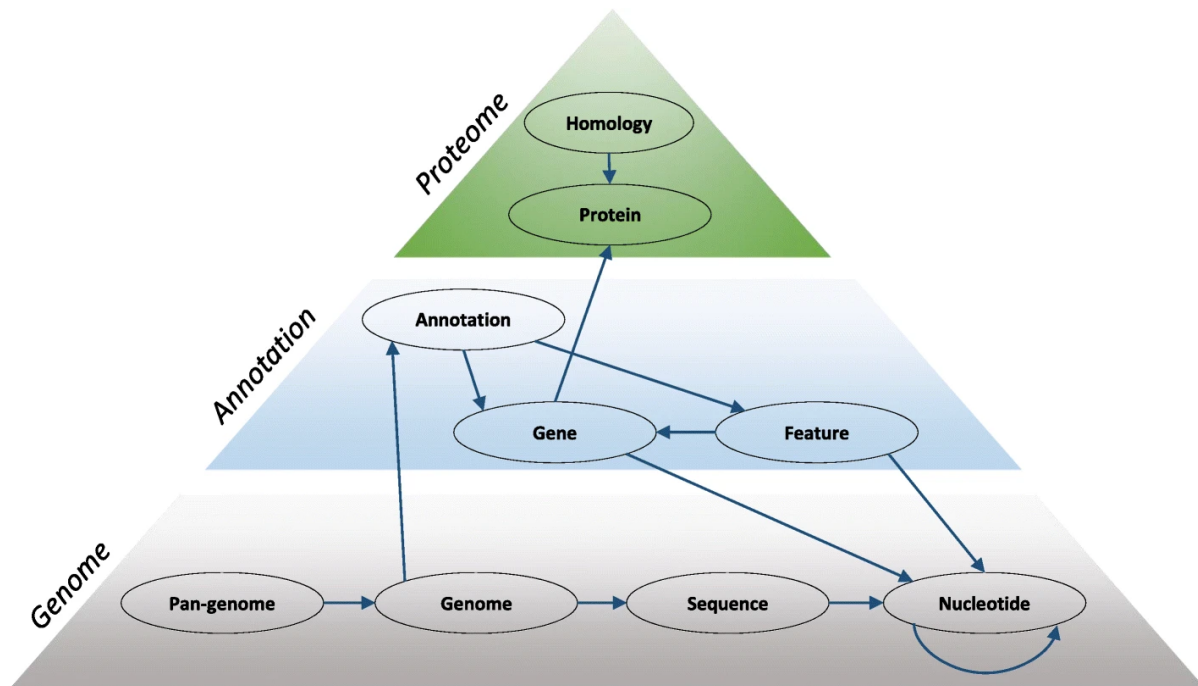 Proteome
Homology
Protein
Annotation
Annotation
Gene
Feature
Genome
Pan-genome
Genome
Sequence
Nucleotide